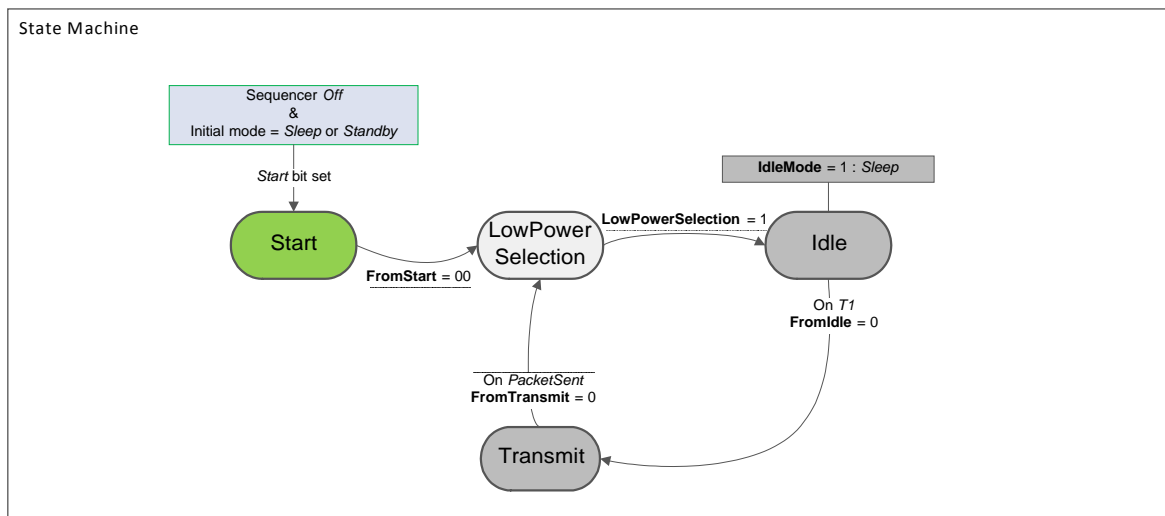 State Machine
Sequencer Off
&
Initial mode = Sleep or Standby
Start bit set
IdleMode = 1 : Sleep
Start
LowPower
Selection
LowPowerSelection = 1
Idle
FromStart = 00
On T1
FromIdle = 0
On PacketSent
FromTransmit = 0
Transmit